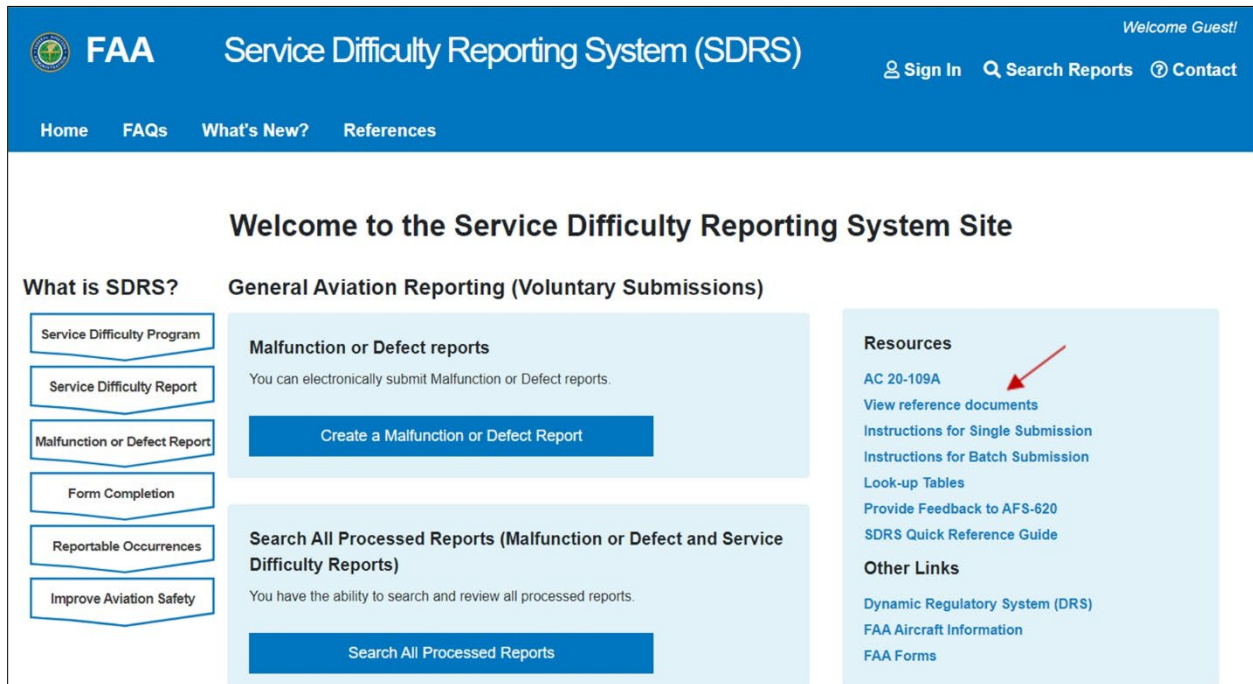 Welcome Guest!
FAA
Service Difficulty Reporting System (SDRS)
Sign In
Search Reports
Contact
Home
FAQs
What's New?
References
Welcome to the Service Difficulty Reporting System Site
What is SDRS?
Service Difficulty Program
Service Difficulty Report
Malfunction or Defect Report
Form Completion
Reportable Occurrences
Improve Aviation Safety
General Aviation Reporting (Voluntary Submissions)
Malfunction or Defect reports
You can electronically submit Malfunction or Defect reports.
Create a Malfunction or Defect Report
Search All Processed Reports (Malfunction or Defect and Service
Difficulty Reports)
You have the ability to search and review all processed reports.
Search All Processed Reports
Resources
AC 20-109A
View reference documents
Instructions for Single Submission
Instructions for Batch Submission
Look-up Tables
Provide Feedback to AFS-620
SDRS Quick Reference Guide
Other Links
Dynamic Regulatory System (DRS)
FAA Aircraft Information
FAA Forms